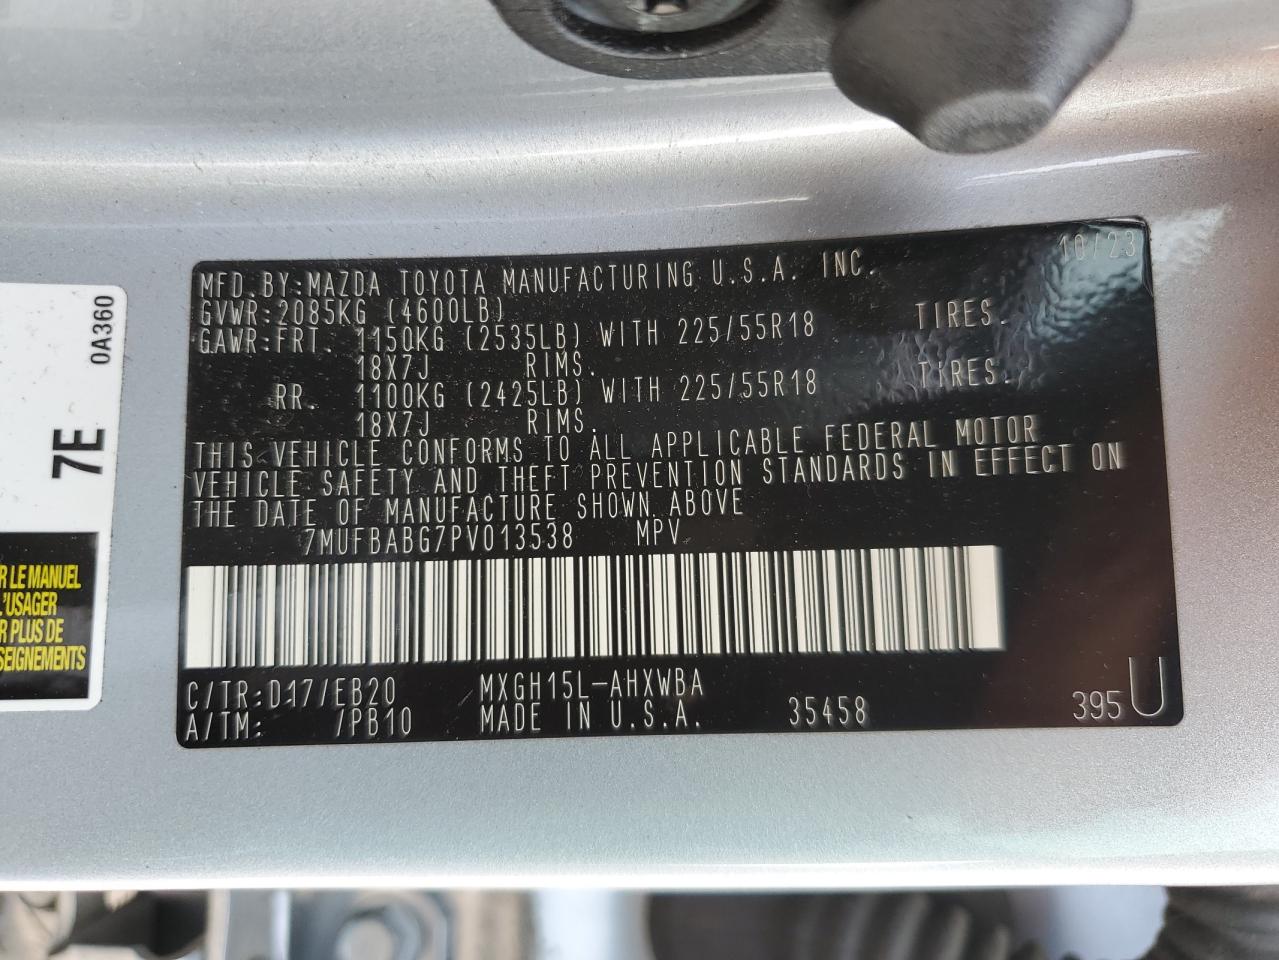 MFD.BY:MAZDA TOYOTA MANUFACTURING U.S.A. INC. 10/23
GVWR:2085KG (4600LB)
GAWR:FRT. 1150KG (2535LB) WITH 225/55R18 TIRES.
18X7J RIMS.
RR. 1100KG (2425LB) WITH 225/55R18 TIRES.
18X7J RIMS.
THIS VEHICLE CONFORMS TO ALL APPLICABLE FEDERAL MOTOR
VEHICLE SAFETY AND THEFT PREVENTION STANDARDS IN EFFECT ON
THE DATE OF MANUFACTURE SHOWN ABOVE
7MUFBABG7PV013538 MPV
C/TR:D17/EB20 MXGH15L-AHXWBA
A/TM: /PB10 MADE IN U.S.A. 35458 395 U
0A360
7E
R LE MANUEL
L'USAGER
R PLUS DE
SEIGNEMENTS